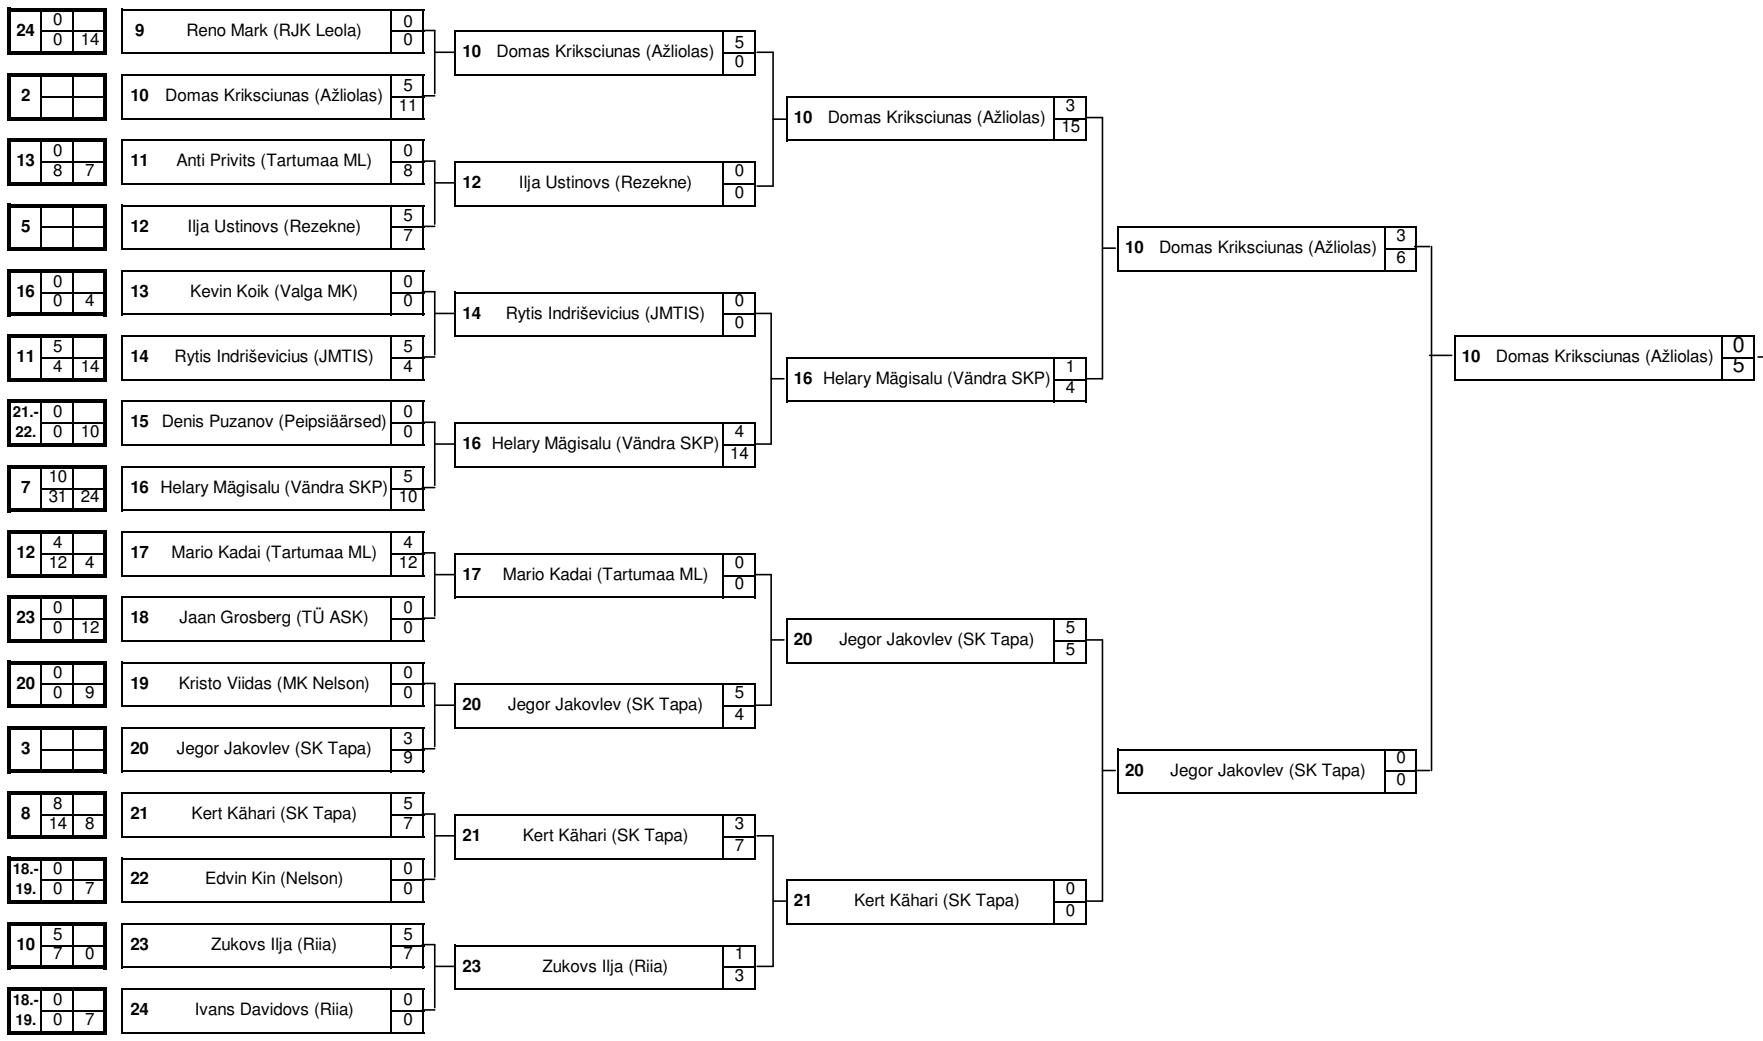 24 0 0 14 9 Reno Mark (RJK Leola) 0 0
10 Domas Kriksciunas (Ažliolas) 5 0
2 10 Domas Kriksciunas (Ažliolas) 5 11
10 Domas Kriksciunas (Ažliolas) 3 15
13 0 8 7 11 Anti Privits (Tartumaa ML) 0 8
12 Ilja Ustinovs (Rezekne) 0 0
5 12 Ilja Ustinovs (Rezekne) 5 7
10 Domas Kriksciunas (Ažliolas) 3 6
16 0 0 4 13 Kevin Koik (Valga MK) 0 0
14 Rytis Indriševicius (JMTIS) 0 0
11 5 4 14 14 Rytis Indriševicius (JMTIS) 5 4
10 Domas Kriksciunas (Ažliolas) 0 5
16 Helary Mägisalu (Vändra SKP) 1 4
21.-22. 0 0 10 15 Denis Puzanov (Peipsiäärsed) 0 0
16 Helary Mägisalu (Vändra SKP) 4 14
7 10 31 24 16 Helary Mägisalu (Vändra SKP) 5 10
12 4 12 4 17 Mario Kadai (Tartumaa ML) 4 12
17 Mario Kadai (Tartumaa ML) 0 0
23 0 0 12 18 Jaan Grosberg (TÜ ASK) 0 0
20 Jegor Jakovlev (SK Tapa) 5 5
20 0 0 9 19 Kristo Viidas (MK Nelson) 0 0
20 Jegor Jakovlev (SK Tapa) 5 4
3 20 Jegor Jakovlev (SK Tapa) 3 9
20 Jegor Jakovlev (SK Tapa) 0 0
8 8 14 8 21 Kert Kähari (SK Tapa) 5 7
21 Kert Kähari (SK Tapa) 3 7
18.-19. 0 0 7 22 Edvin Kin (Nelson) 0 0
21 Kert Kähari (SK Tapa) 0 0
10 5 7 0 23 Zukovs Ilja (Riia) 5 7
23 Zukovs Ilja (Riia) 1 3
18.-19. 0 0 7 24 Ivans Davidovs (Riia) 0 0